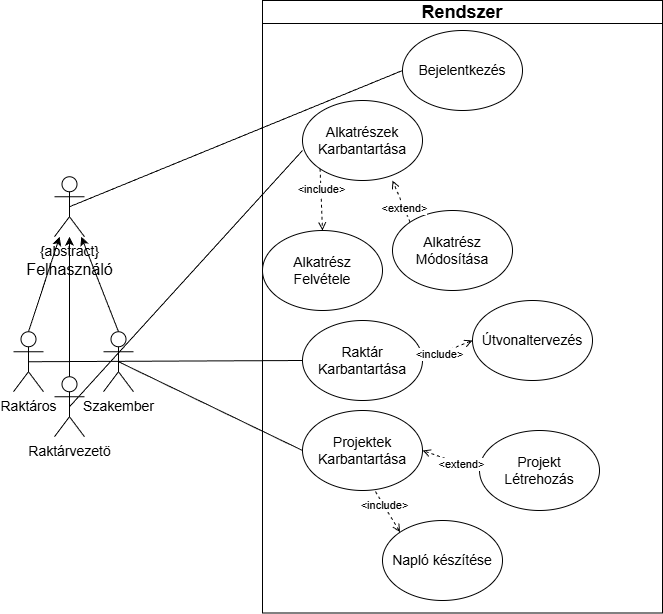 Rendszer
Bejelentkezés
Alkatrészek
Karbantartása
<include>
<extend>
Alkatrész
Felvétele
Alkatrész
Módosítása
{abstract}
Felhasználó
Raktár
Karbantartása
<include>
Útvonaltervezés
Raktáros
Szakember
Raktárvezető
Projektek
Karbantartása
<extend>
Projekt
Létrehozás
<include>
Napló készítése